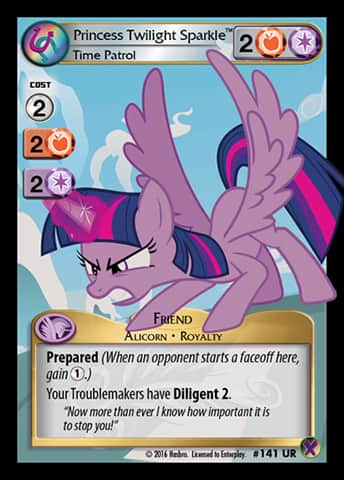 Princess Twilight Sparkle™
Time Patrol
2
COST
2
2
2
FRIEND
ALICORN • ROYALTY
Prepared (When an opponent starts a faceoff here,
gain 1.)
Your Troublemakers have Diligent 2.
“Now more than ever I know how important it is
to stop you!”
© 2016 Hasbro. Licensed to Enterplay.
#141 UR